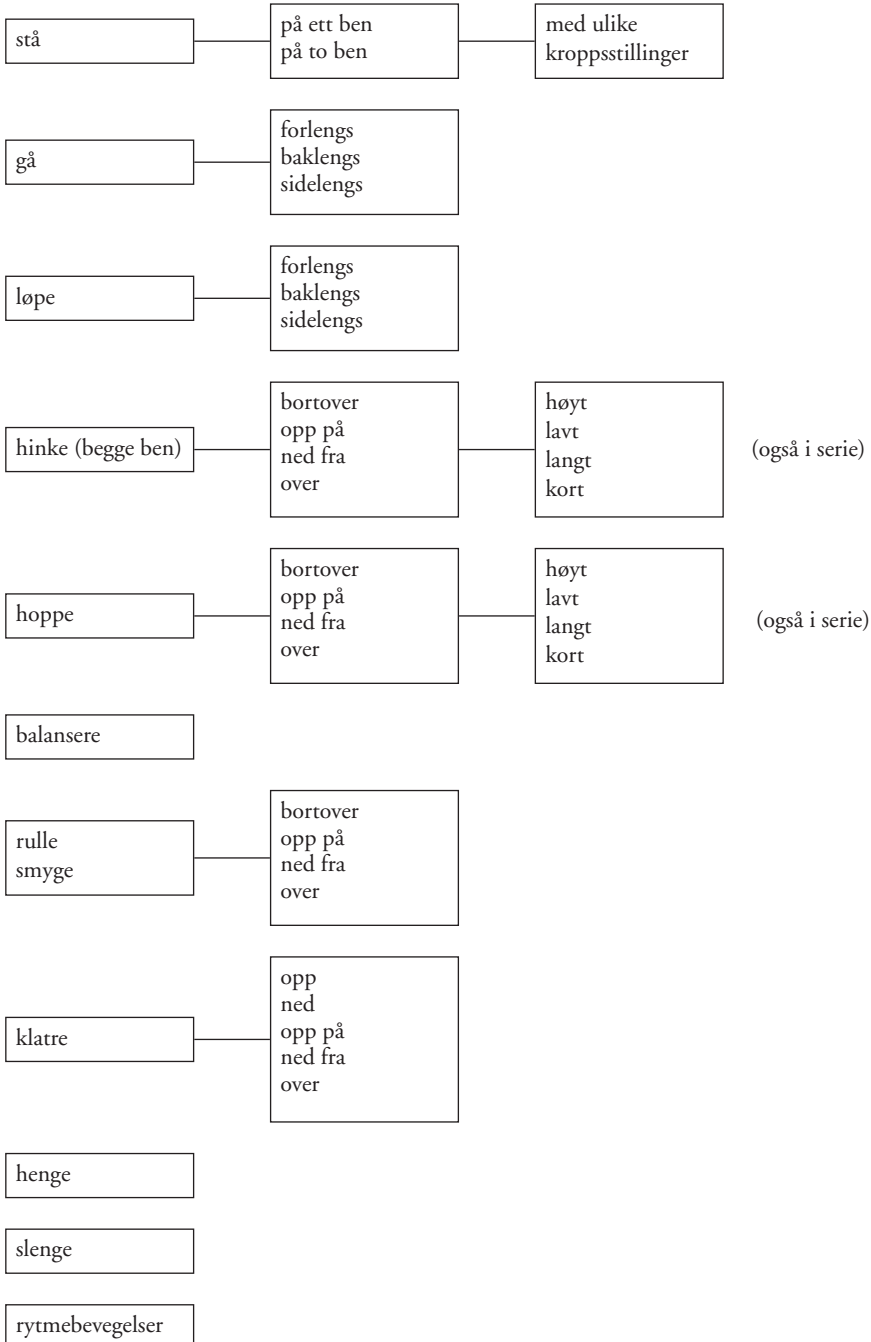 stå
på ett ben
på to ben
med ulike
kroppsstillinger
gå
forlengs
baklengs
sidelengs
løpe
forlengs
baklengs
sidelengs
hinke (begge ben)
bortover
opp på
ned fra
over
høyt
lavt
langt
kort
(også i serie)
hoppe
bortover
opp på
ned fra
over
høyt
lavt
langt
kort
(også i serie)
balansere
rulle
smyge
bortover
opp på
ned fra
over
klatre
opp
ned
opp på
ned fra
over
henge
slenge
rytmebevegelser